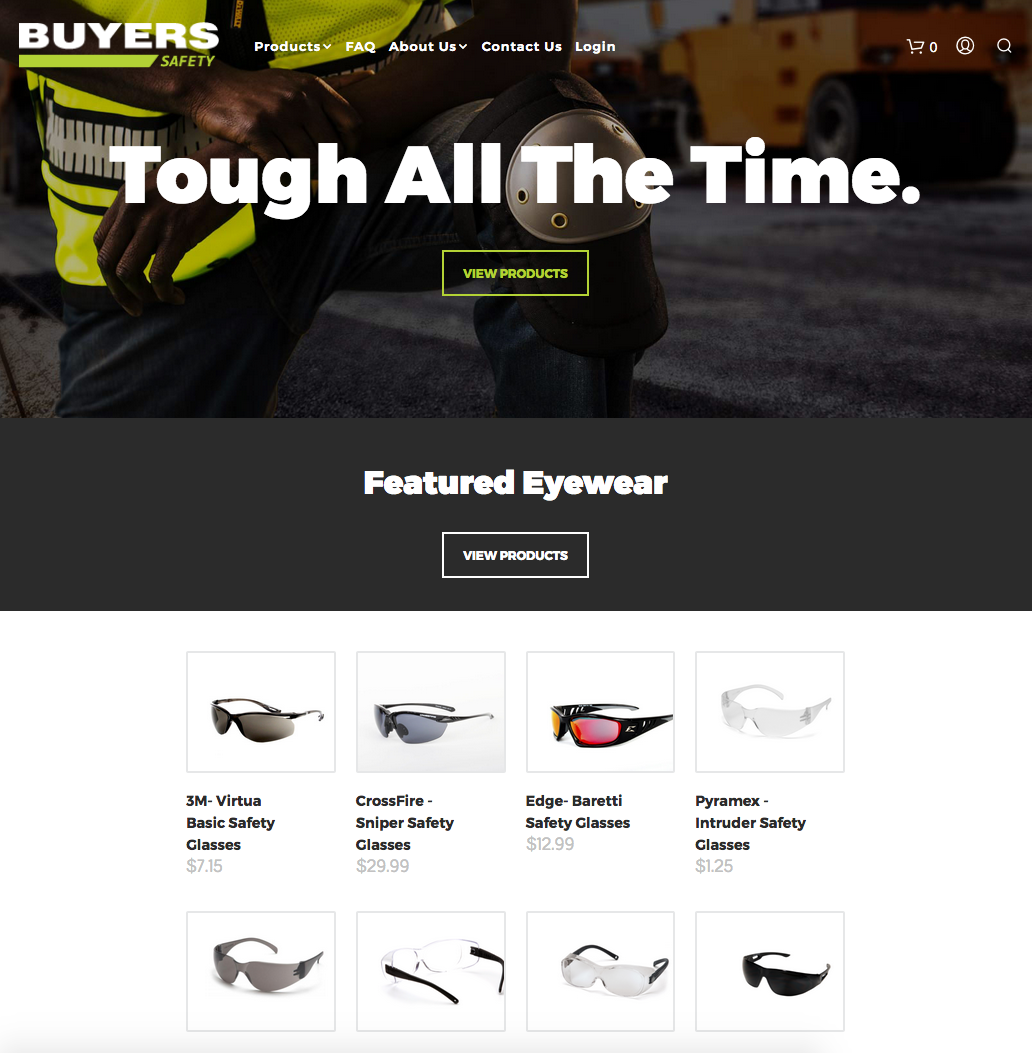 BUYERS
SAFETY
Products FAQ About Us Contact Us Login
0
Tough All The Time.
VIEW PRODUCTS
Featured Eyewear
VIEW PRODUCTS
3M- Virtua
Basic Safety
Glasses
$7.15
CrossFire -
Sniper Safety
Glasses
$29.99
Edge- Baretti
Safety Glasses
$12.99
Pyramex -
Intruder Safety
Glasses
$1.25